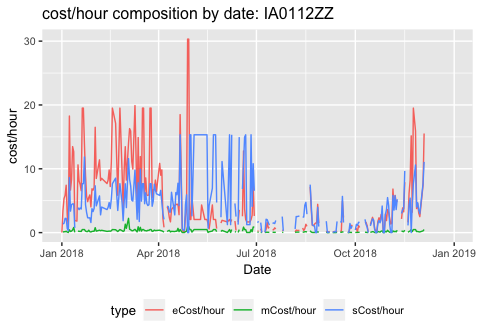 cost/hour composition by date: IA0112ZZ
30
20
10
0
cost/hour
Jan 2018 Apr 2018 Jul 2018 Oct 2018 Jan 2019
Date
type eCost/hour mCost/hour sCost/hour